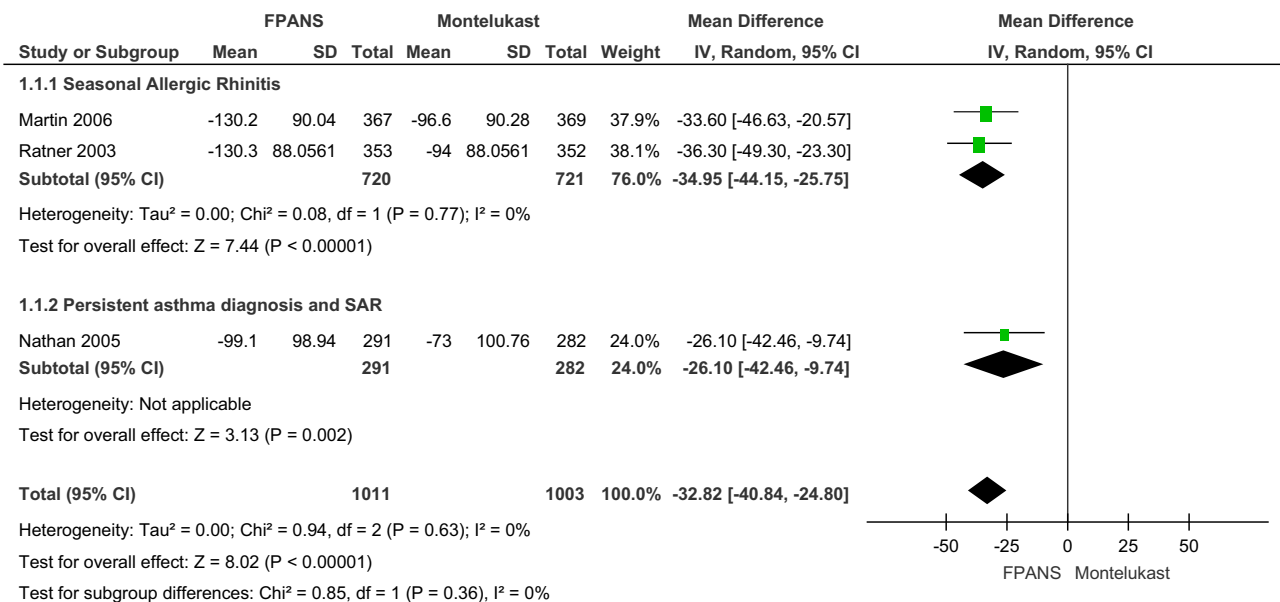 FPANS Montelukast Mean Difference Mean Difference
Study or Subgroup Mean SD Total Mean SD Total Weight IV, Random, 95% CI IV, Random, 95% CI
1.1.1 Seasonal Allergic Rhinitis
Martin 2006 -130.2 90.04 367 -96.6 90.28 369 37.9% -33.60 [-46.63, -20.57]
Ratner 2003 -130.3 88.0561 353 -94 88.0561 352 38.1% -36.30 [-49.30, -23.30]
Subtotal (95% CI) 720 721 76.0% -34.95 [-44.15, -25.75]
Heterogeneity: Tau² = 0.00; Chi² = 0.08, df = 1 (P = 0.77); I² = 0%
Test for overall effect: Z = 7.44 (P < 0.00001)
1.1.2 Persistent asthma diagnosis and SAR
Nathan 2005 -99.1 98.94 291 -73 100.76 282 24.0% -26.10 [-42.46, -9.74]
Subtotal (95% CI) 291 282 24.0% -26.10 [-42.46, -9.74]
Heterogeneity: Not applicable
Test for overall effect: Z = 3.13 (P = 0.002)
Total (95% CI) 1011 1003 100.0% -32.82 [-40.84, -24.80]
Heterogeneity: Tau² = 0.00; Chi² = 0.94, df = 2 (P = 0.63); I² = 0%
Test for overall effect: Z = 8.02 (P < 0.00001)
Test for subgroup differences: Chi² = 0.85, df = 1 (P = 0.36), I² = 0%
-50 -25 0 25 50
FPANS Montelukast